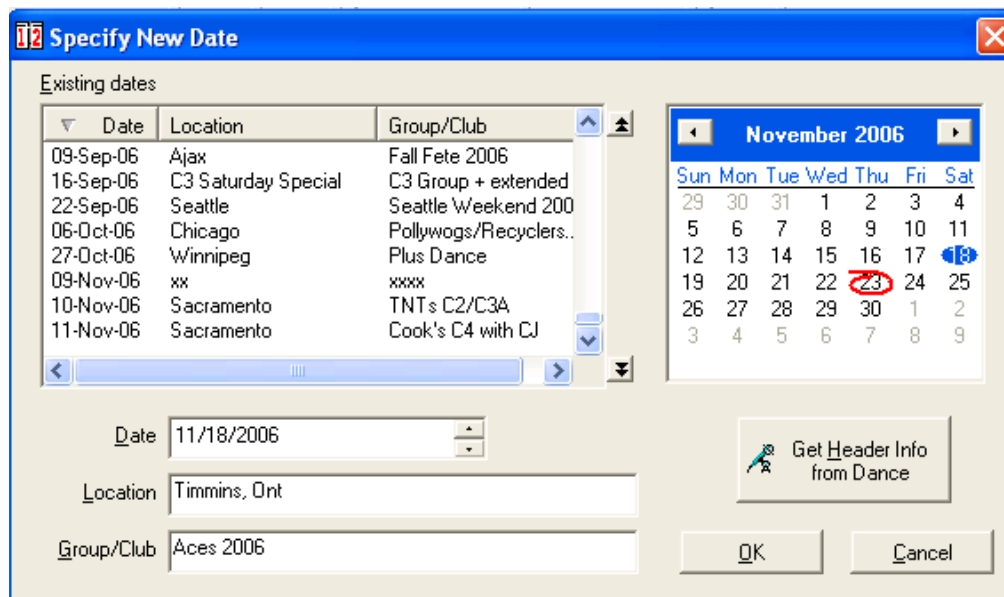 Specify New Date
Existing dates
Date Location Group/Club
09-Sep-06 Ajax Fall Fete 2006
16-Sep-06 C3 Saturday Special C3 Group + extended
22-Sep-06 Seattle Seattle Weekend 200
06-Oct-06 Chicago Pollywogs/Recyclers...
27-Oct-06 Winnipeg Plus Dance
09-Nov-06 xx xxxx
10-Nov-06 Sacramento TNTs C2/C3A
11-Nov-06 Sacramento Cook's C4 with CJ
November 2006
Sun Mon Tue Wed Thu Fri Sat
29 30 31 1 2 3 4
5 6 7 8 9 10 11
12 13 14 15 16 17 18
19 20 21 22 23 24 25
26 27 28 29 30 1 2
3 4 5 6 7 8 9
Date 11/18/2006
Location Timmins, Ont
Group/Club Aces 2006
Get Header Info
from Dance
OK Cancel